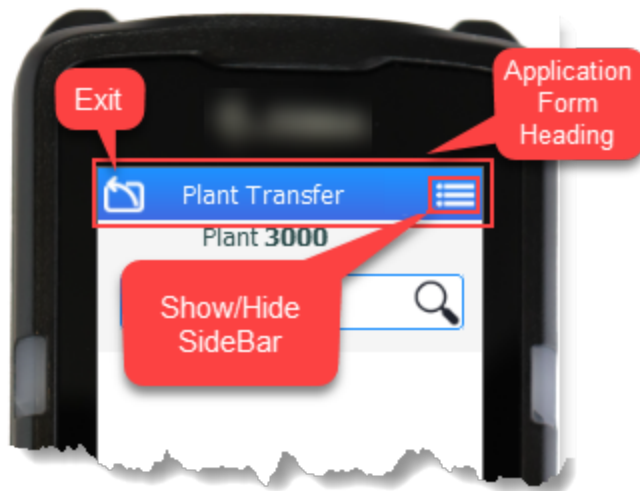 Application
Form
Heading
Exit
Plant Transfer
Plant 3000
Show/Hide
SideBar